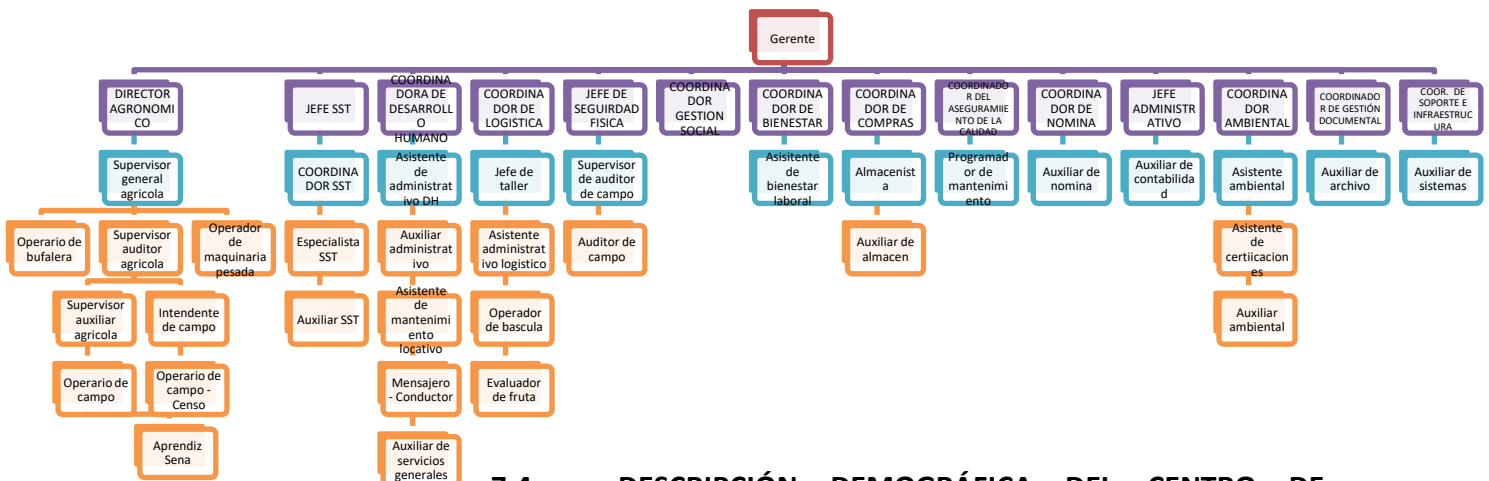 Gerente
DIRECTOR
AGRONOMI
CO
JEFE SST
COORDINA
DORA DE
DESARROLL
O
HUMANO
COORDINA
DOR DE
LOGISTICA
JEFE DE
SEGUIRDAD
FISICA
COORDINA
DOR
GESTION
SOCIAL
COORDINA
DOR DE
BIENESTAR
COORDINA
DOR DE
COMPRAS
COORDINADO
R DEL
ASEGURAMIIE
NTO DE LA
CALIDAD
COORDINA
DOR DE
NOMINA
JEFE
ADMINISTR
ATIVO
COORDINA
DOR
AMBIENTAL
COORDINADO
R DE GESTIÓN
DOCUMENTAL
COOR. DE
SOPORTE E
INFRAESTRUC
URA
Supervisor
general
agricola
COORDINA
DOR SST
Asistente
de
administrat
ivo DH
Jefe de
taller
Supervisor
de auditor
de campo
Asisitente
de
bienestar
laboral
Almacenist
a
Programad
or de
mantenimi
ento
Auxiliar de
nomina
Auxiliar de
contabilida
d
Asistente
ambiental
Auxiliar de
archivo
Auxiliar de
sistemas
Operario de
bufalera
Supervisor
auditor
agricola
Operador
de
maquinaria
pesada
Especialista
SST
Auxiliar
administrat
ivo
Asistente
administrat
ivo logistico
Auditor de
campo
Auxiliar de
almacen
Asistente
de
certiicacion
es
Supervisor
auxiliar
agricola
Intendente
de campo
Auxiliar SST
Asistente
de
mantenimi
ento
locativo
Operador
de bascula
Auxiliar
ambiental
Operario de
campo
Operario de
campo -
Censo
Mensajero
- Conductor
Evaluador
de fruta
Aprendiz
Sena
Auxiliar de
servicios
generales
7.4 DESCRIPCIÓN DEMOGRÁFICA DEL CENTRO DE